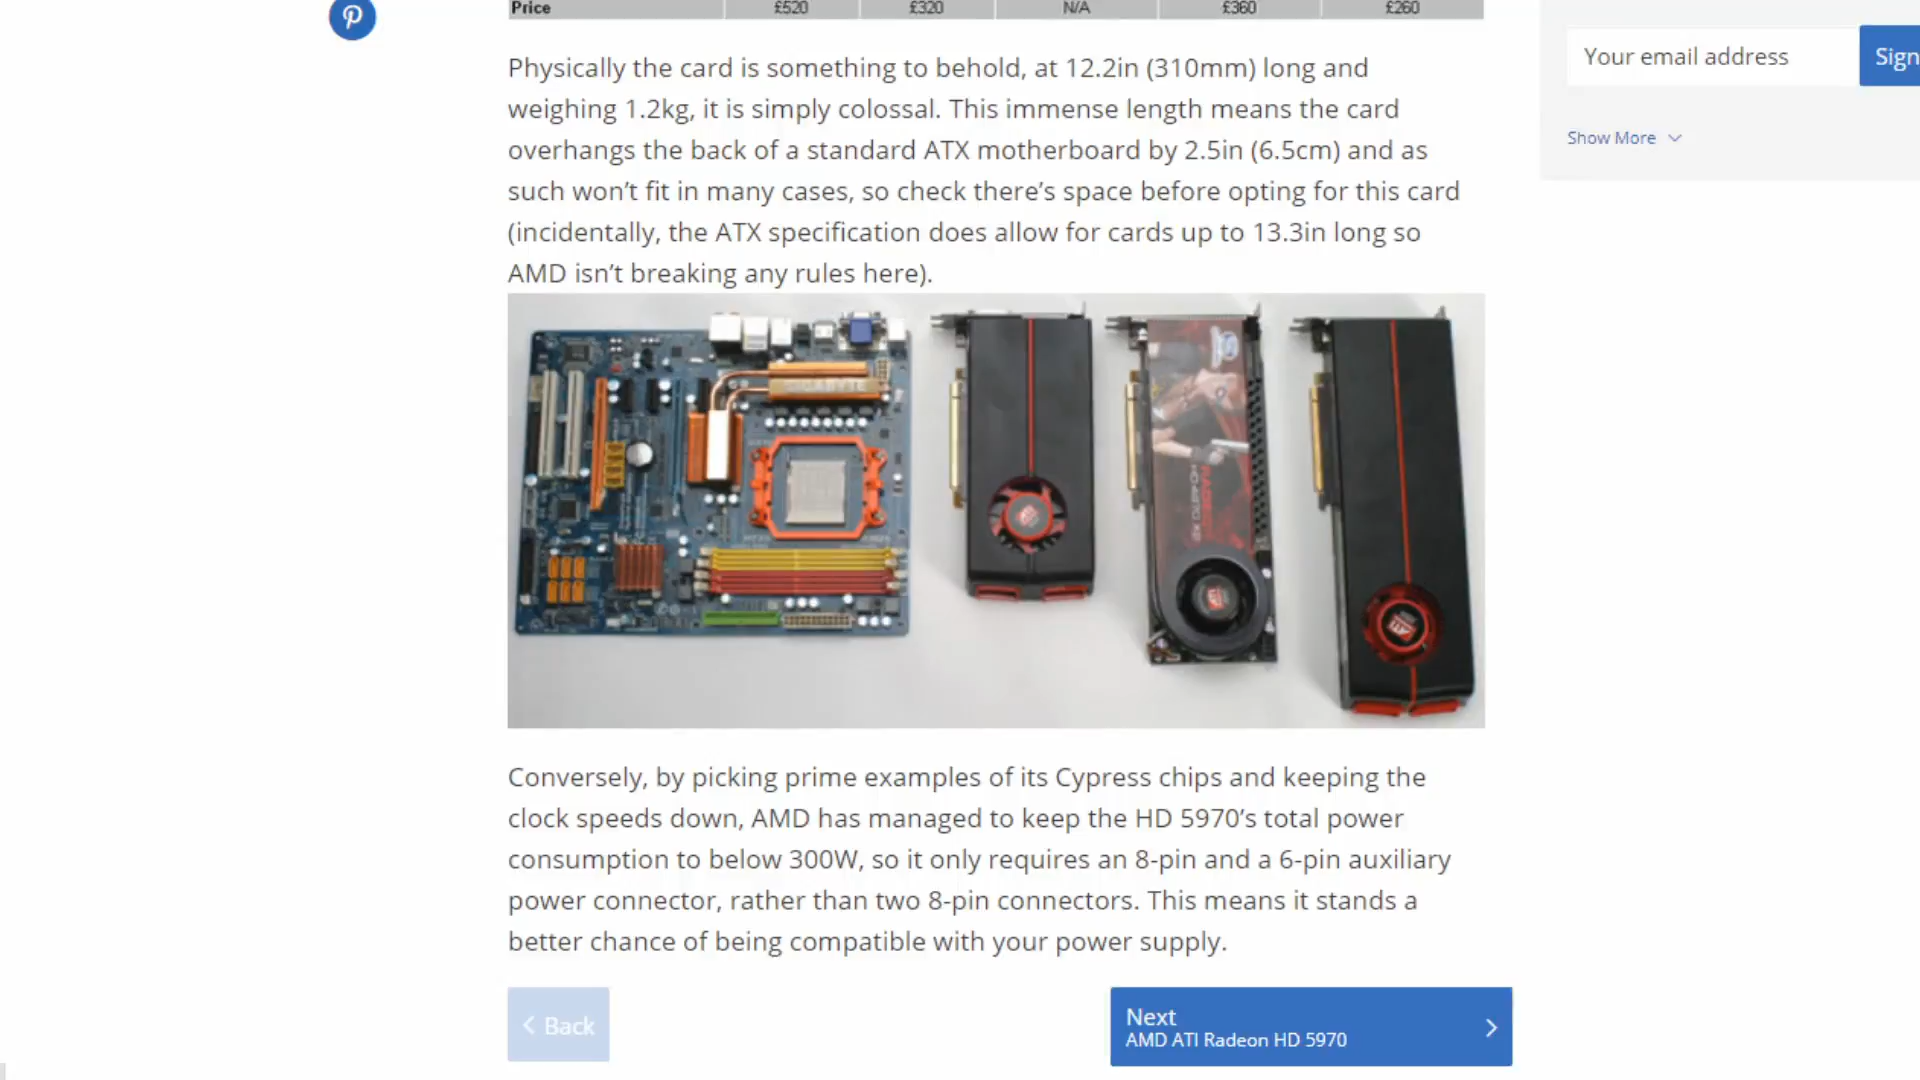 Price £520 £320 N/A £360 £260
Your email address
Sign
Show More
Physically the card is something to behold, at 12.2in (310mm) long and
weighing 1.2kg, it is simply colossal. This immense length means the card
overhangs the back of a standard ATX motherboard by 2.5in (6.5cm) and as
such won’t fit in many cases, so check there’s space before opting for this card
(incidentally, the ATX specification does allow for cards up to 13.3in long so
AMD isn’t breaking any rules here).
ATI
ATI
ATI
Conversely, by picking prime examples of its Cypress chips and keeping the
clock speeds down, AMD has managed to keep the HD 5970’s total power
consumption to below 300W, so it only requires an 8-pin and a 6-pin auxiliary
power connector, rather than two 8-pin connectors. This means it stands a
better chance of being compatible with your power supply.
Back
Next
AMD ATI Radeon HD 5970